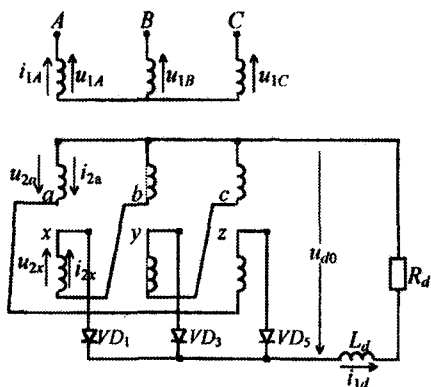 A B C
i1A u1A u1B u1C
u2a i2a
a b c
x y z
u2x i2x
ud0
Rd
VD1 VD3 VD5
Ld
i1d